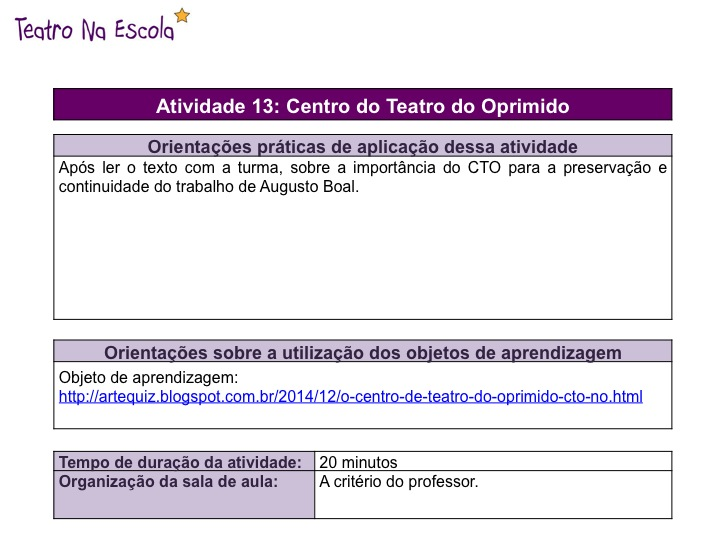 Teatro Na Escola
Atividade 13: Centro do Teatro do Oprimido
Orientações práticas de aplicação dessa atividade
Após ler o texto com a turma, sobre a importância do CTO para a preservação e
continuidade do trabalho de Augusto Boal.
Orientações sobre a utilização dos objetos de aprendizagem
Objeto de aprendizagem:
http://artequiz.blogspot.com.br/2014/12/o-centro-de-teatro-do-oprimido-cto-no.html
Tempo de duração da atividade: 20 minutos
Organização da sala de aula: A critério do professor.